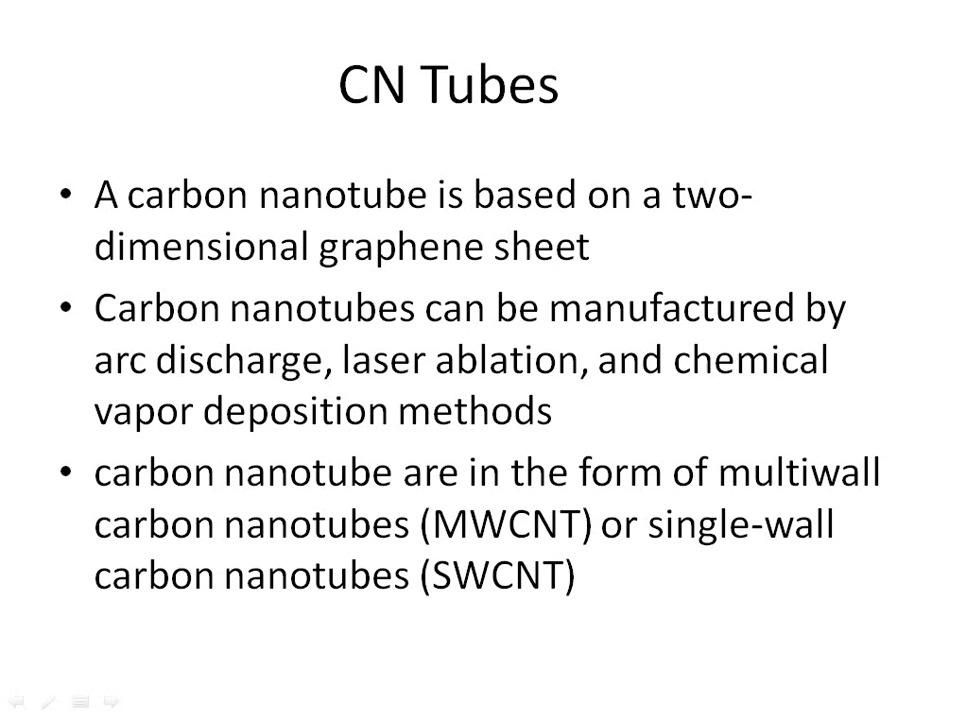 CN Tubes
• A carbon nanotube is based on a two-
dimensional graphene sheet
• Carbon nanotubes can be manufactured by
arc discharge, laser ablation, and chemical
vapor deposition methods
• carbon nanotube are in the form of multiwall
carbon nanotubes (MWCNT) or single-wall
carbon nanotubes (SWCNT)